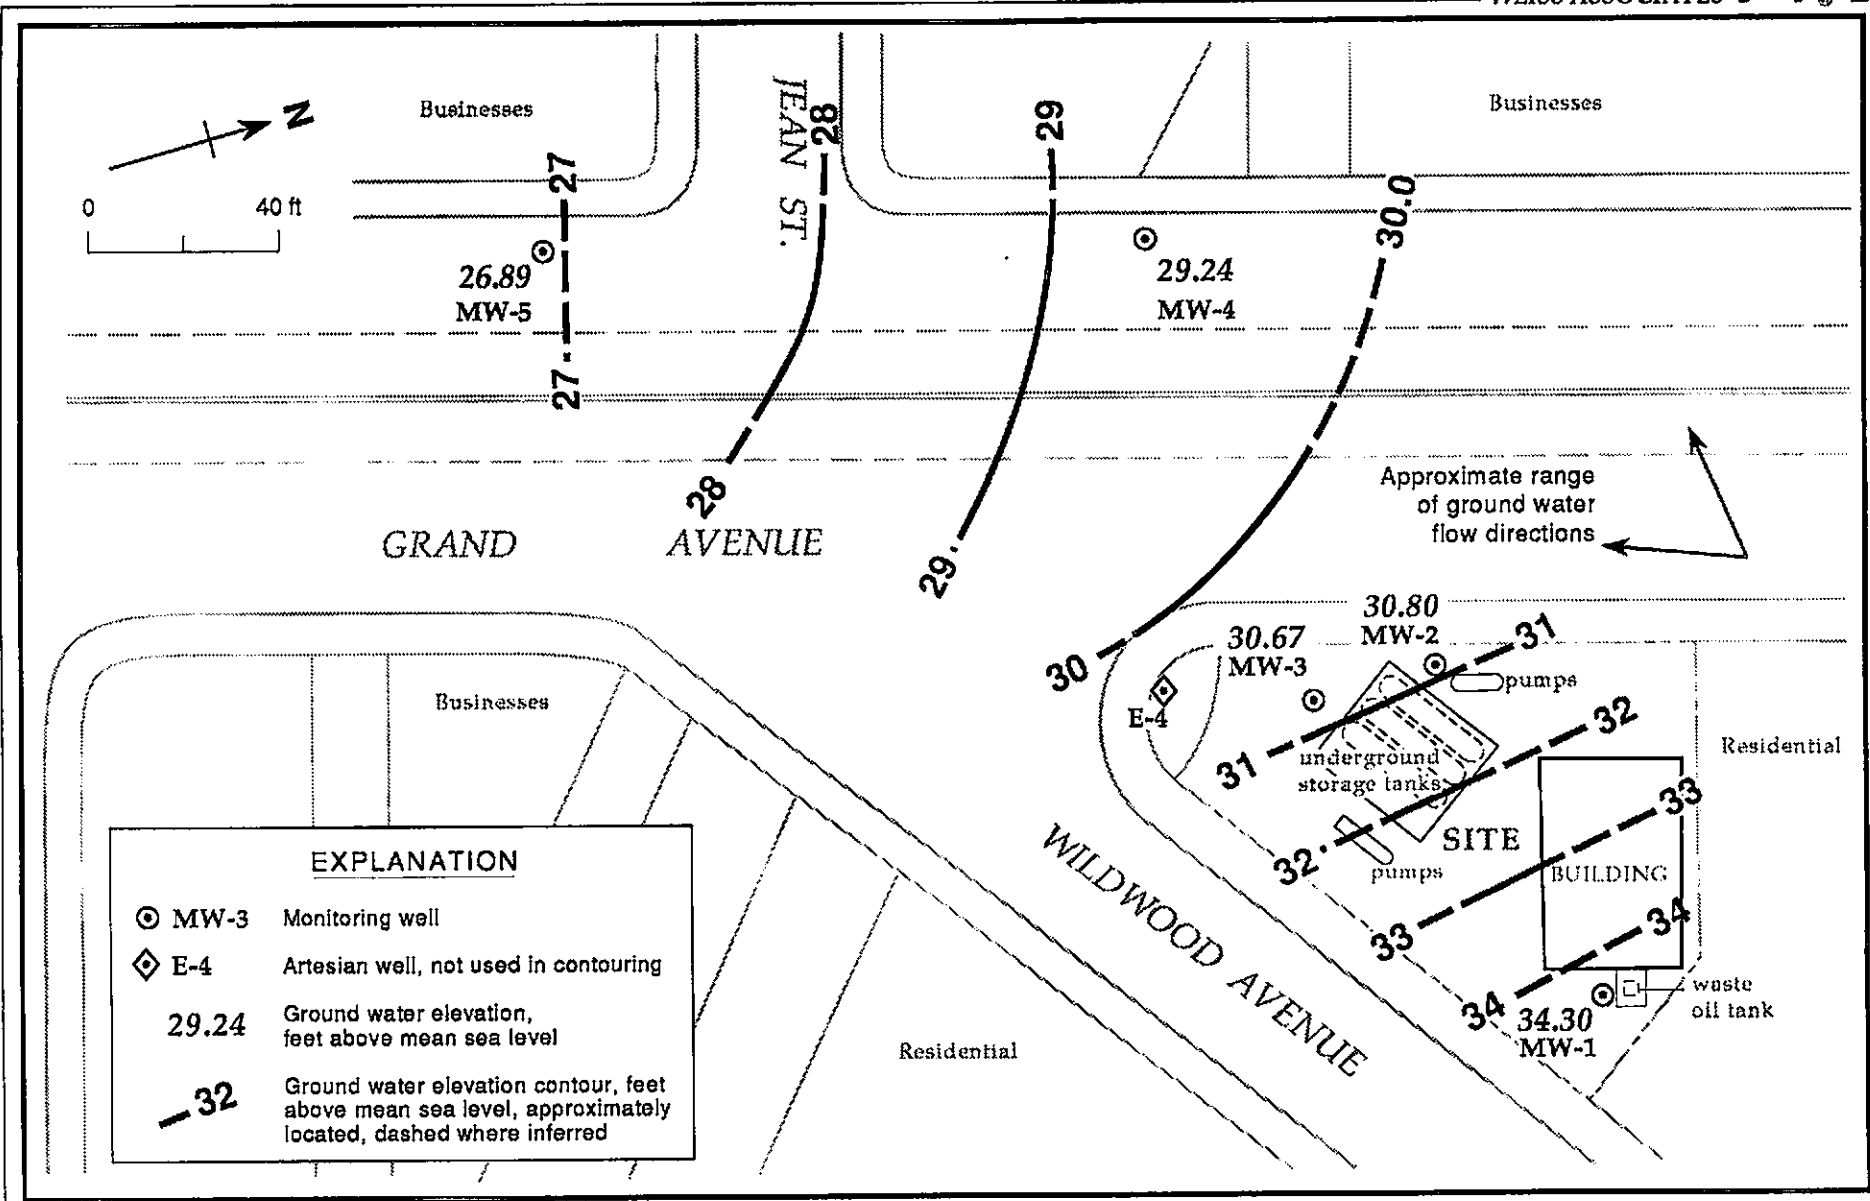 WEISS ASSOCIATES
N
0 40 ft
Businesses
JEAN ST.
Businesses
27
28
29
30.0
26.89
MW-5
29.24
MW-4
27
28
29
30
GRAND AVENUE
Approximate range
of ground water
flow directions
30.80
MW-2
30.67
MW-3
31
pumps
E-4
31
32
underground
storage tanks
Residential
32
33
SITE
pumps
BUILDING
33
34
34
34.30
MW-1
waste
oil tank
WILDWOOD AVENUE
Businesses
Residential
EXPLANATION
MW-3 Monitoring well
E-4 Artesian well, not used in contouring
29.24 Ground water elevation,
feet above mean sea level
32 Ground water elevation contour, feet
above mean sea level, approximately
located, dashed where inferred